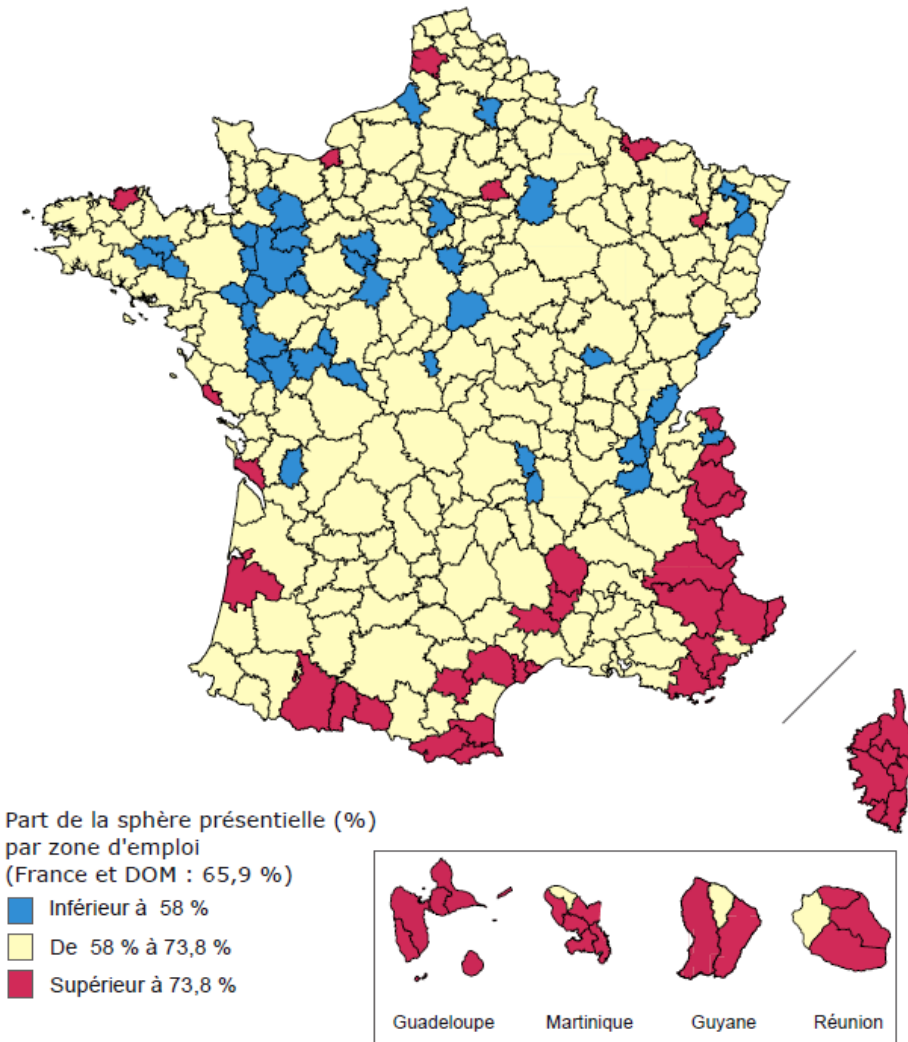 Part de la sphère présentielle (%)
par zone d'emploi
(France et DOM : 65,9 %)
Inférieur à 58 %
De 58 % à 73,8 %
Supérieur à 73,8 %
Guadeloupe
Martinique
Guyane
Réunion